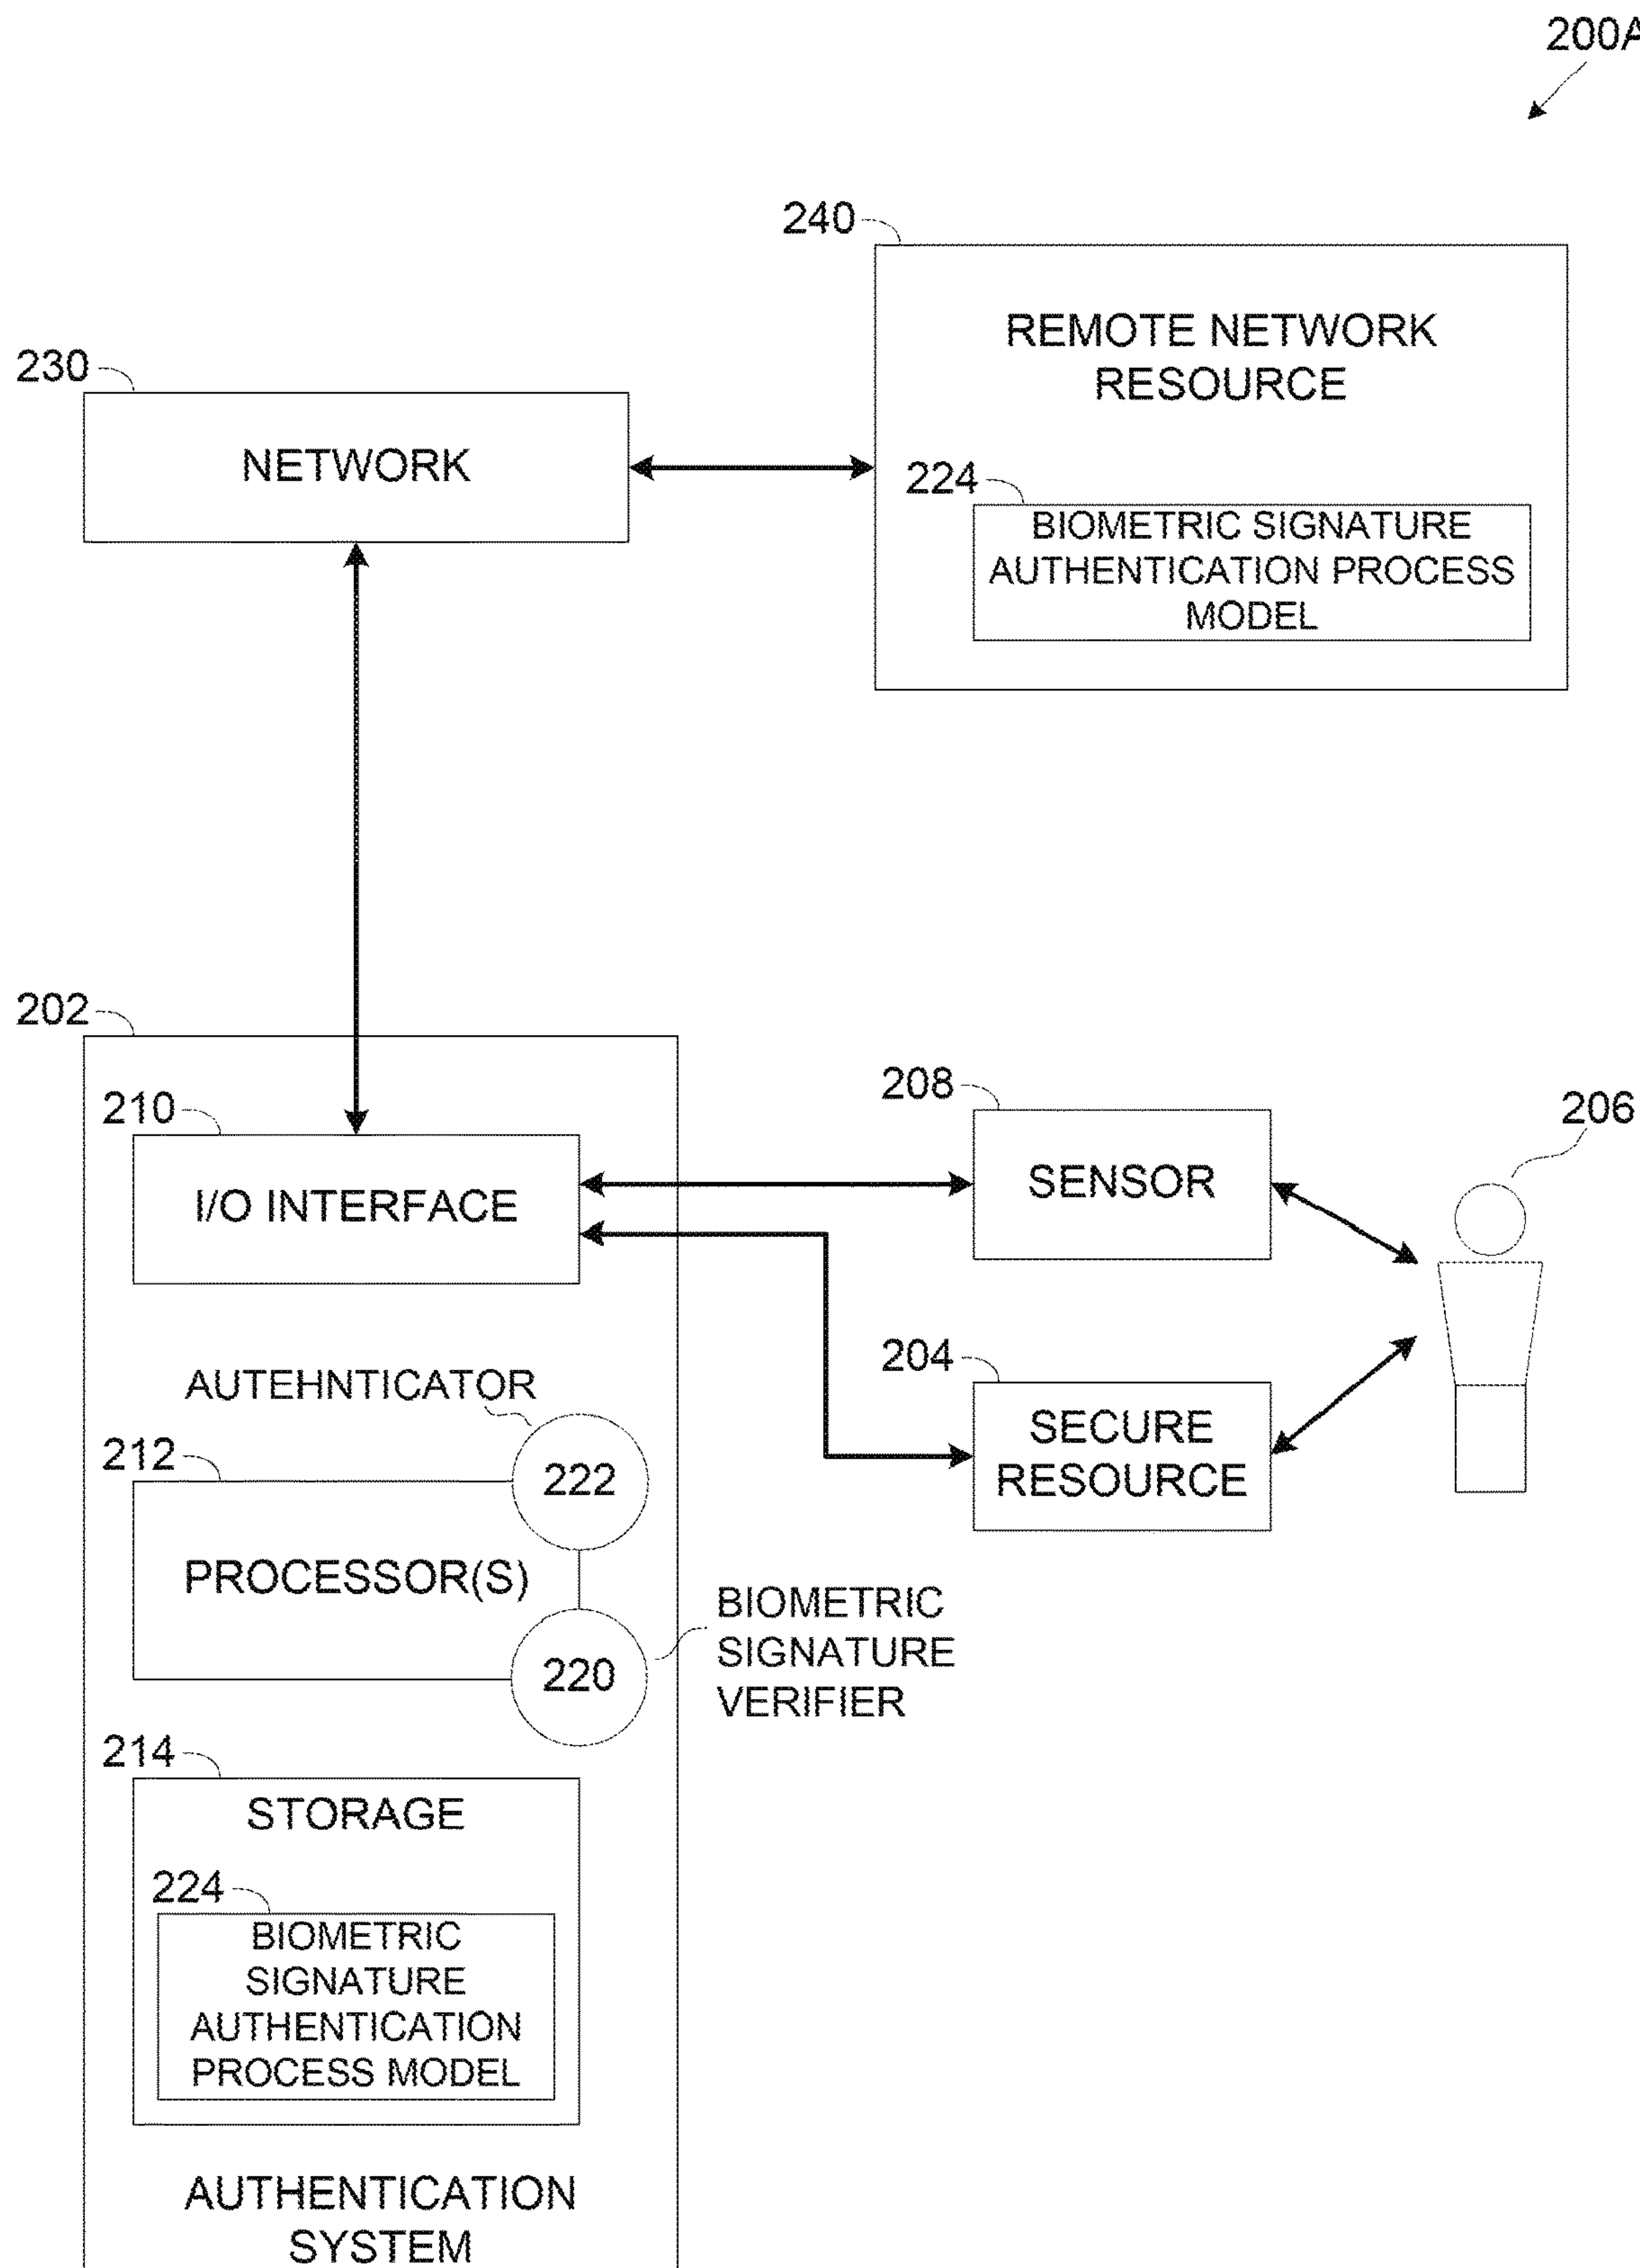 200A
240
REMOTE NETWORK
RESOURCE
230
NETWORK
224
BIOMETRIC SIGNATURE
AUTHENTICATION PROCESS
MODEL
202
210
I/O INTERFACE
208
SENSOR
206
204
SECURE
RESOURCE
AUTEHNTICATOR
222
212
PROCESSOR(S)
220
BIOMETRIC
SIGNATURE
VERIFIER
214
STORAGE
224
BIOMETRIC
SIGNATURE
AUTHENTICATION
PROCESS MODEL
AUTHENTICATION
SYSTEM